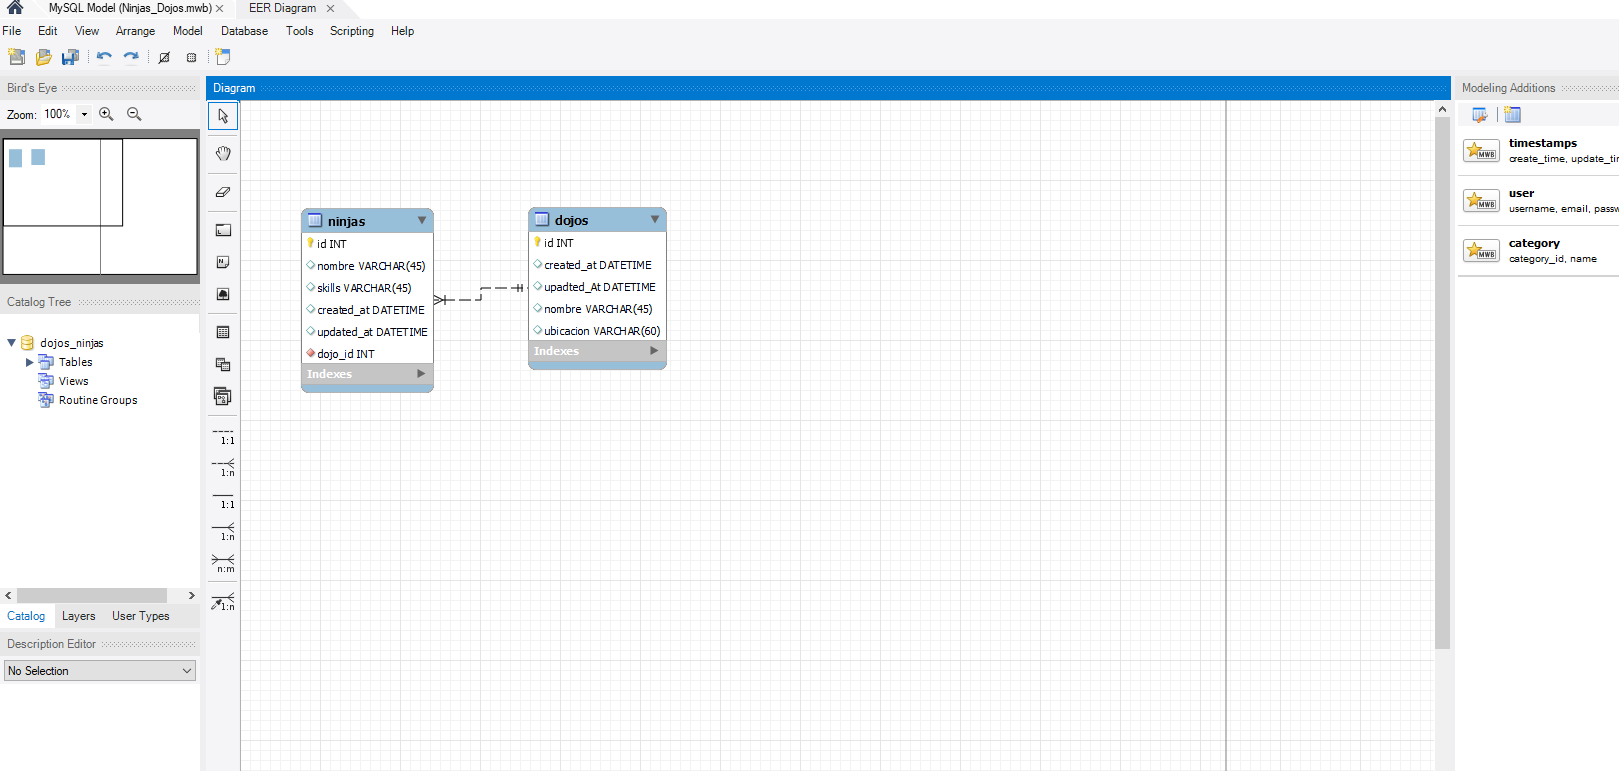 MySQL Model (Ninjas_Dojos.mwb) EER Diagram
File Edit View Arrange Model Database Tools Scripting Help
Bird's Eye
Zoom: 100%
Catalog Tree
dojos_ninjas
Tables
Views
Routine Groups
Catalog Layers User Types
Description Editor
No Selection
Diagram
1:1
1:n
1:1
1:n
n:m
1:n
ninjas
id INT
nombre VARCHAR(45)
skills VARCHAR(45)
created_at DATETIME
updated_at DATETIME
dojo_id INT
Indexes
dojos
id INT
created_at DATETIME
upadted_At DATETIME
nombre VARCHAR(45)
ubicacion VARCHAR(60)
Indexes
Modeling Additions
MWB
timestamps
create_time, update_tir
MWB
user
username, email, passw
MWB
category
category_id, name